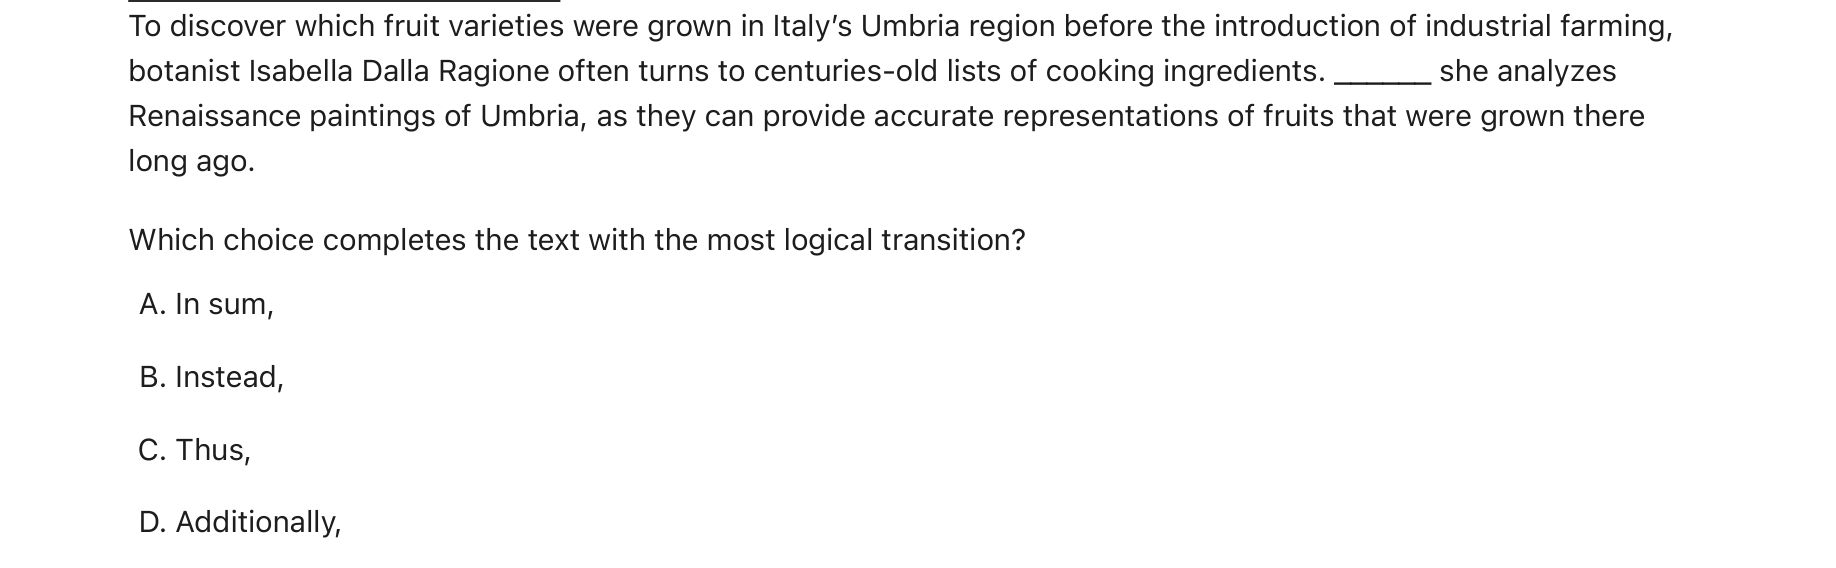 To discover which fruit varieties were grown in Italy’s Umbria region before the introduction of industrial farming,
botanist Isabella Dalla Ragione often turns to centuries-old lists of cooking ingredients. ______ she analyzes
Renaissance paintings of Umbria, as they can provide accurate representations of fruits that were grown there
long ago.
Which choice completes the text with the most logical transition?
A. In sum,
B. Instead,
C. Thus,
D. Additionally,